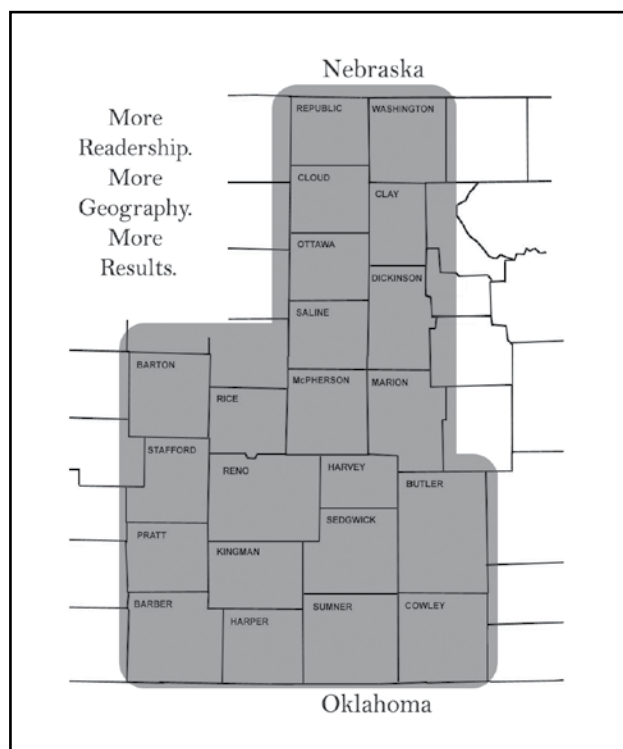 Nebraska
More
Readership.
More
Geography.
More
Results.
REPUBLIC
WASHINGTON
CLOUD
CLAY
OTTAWA
DICKINSON
SALINE
BARTON
McPHERSON
MARION
RICE
STAFFORD
RENO
HARVEY
BUTLER
SEDGWICK
PRATT
KINGMAN
BARBER
HARPER
SUMNER
COWLEY
Oklahoma